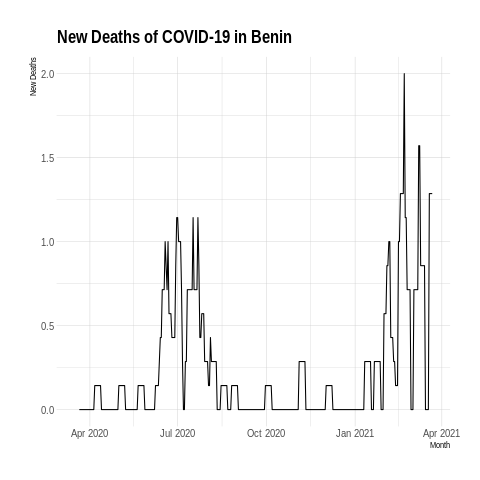 New Deaths of COVID-19 in Benin
New Deaths
2.0
1.5
1.0
0.5
0.0
Apr 2020
Jul 2020
Oct 2020
Jan 2021
Apr 2021
Month